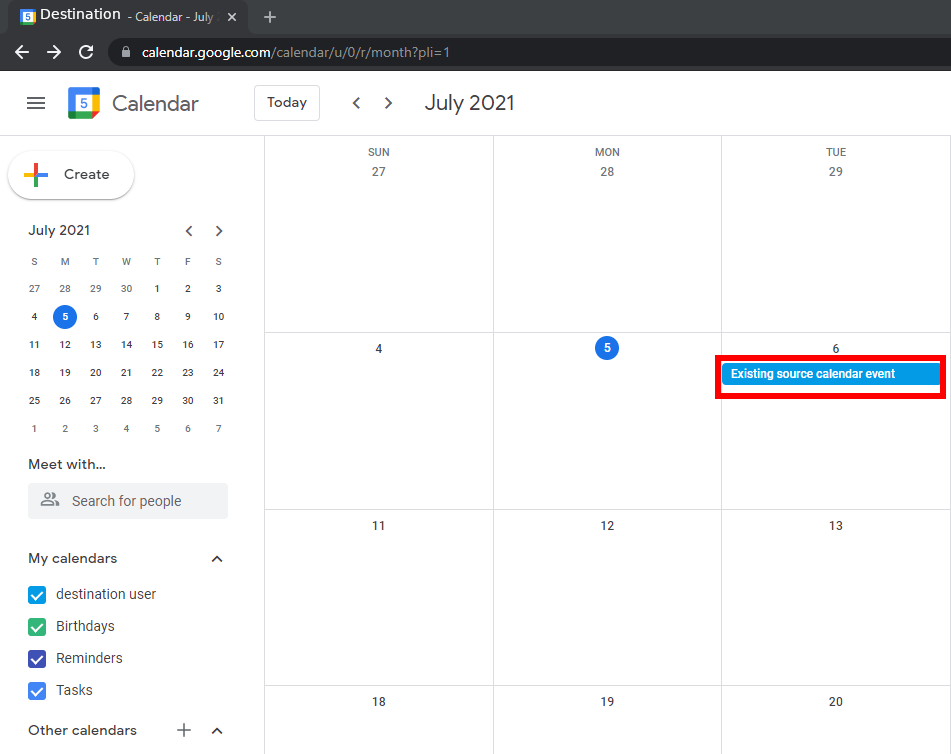 Destination - Calendar - July
calendar.google.com/calendar/u/0/r/month?pli=1
5 Calendar Today July 2021
Create
July 2021
S M T W T F S
27 28 29 30 1 2 3
4 5 6 7 8 9 10
11 12 13 14 15 16 17
18 19 20 21 22 23 24
25 26 27 28 29 30 31
1 2 3 4 5 6 7
Meet with...
Search for people
My calendars
destination user
Birthdays
Reminders
Tasks
Other calendars
SUN MON TUE
27 28 29
4 5 6
Existing source calendar event
11 12 13
18 19 20